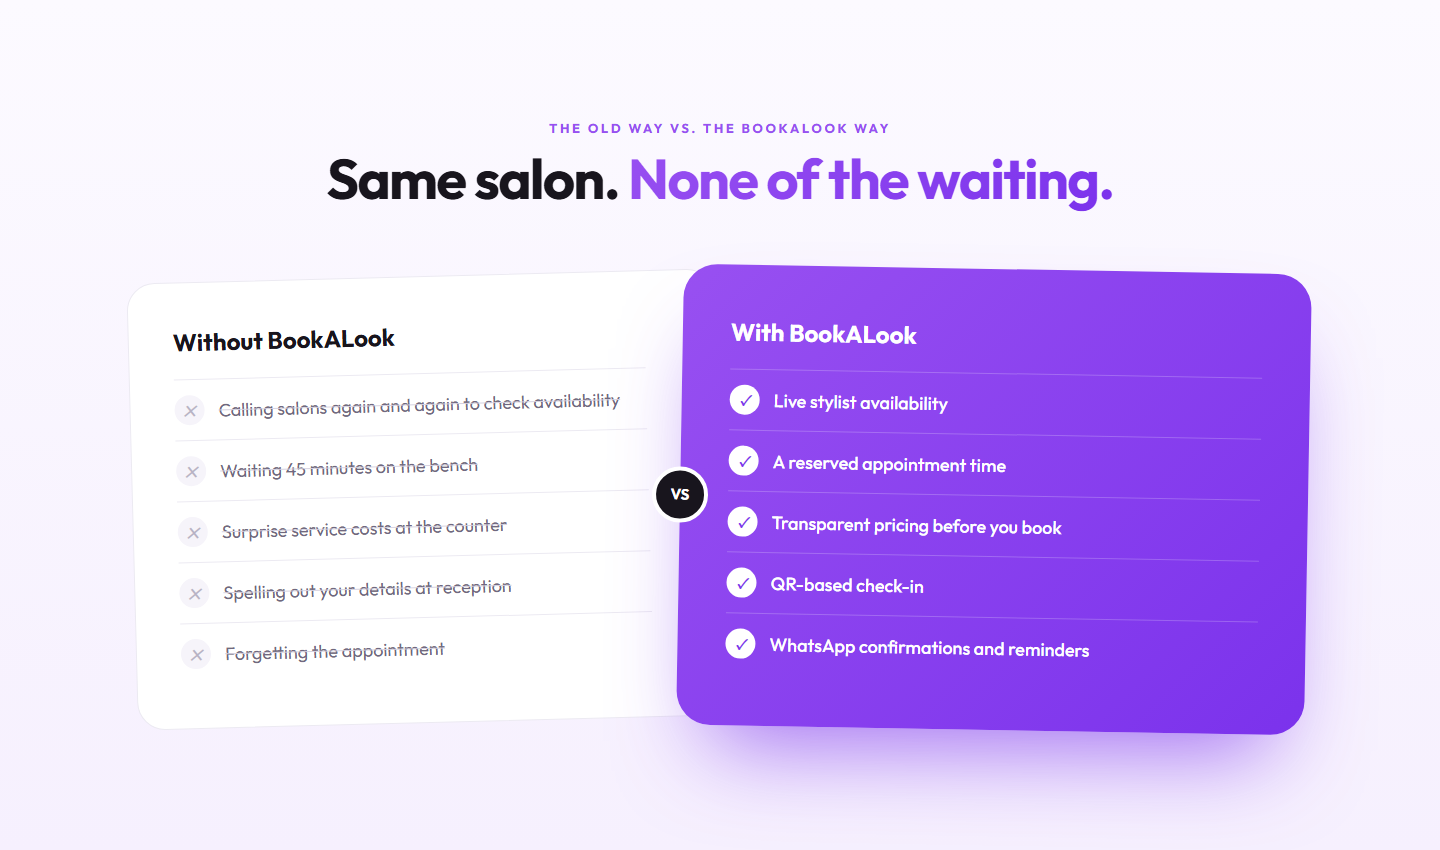 THE OLD WAY VS. THE BOOKALOOK WAY
Same salon. None of the waiting.
Without BookALook
Calling salons again and again to check availability
Waiting 45 minutes on the bench
Surprise service costs at the counter
Spelling out your details at reception
Forgetting the appointment
VS
With BookALook
Live stylist availability
A reserved appointment time
Transparent pricing before you book
QR-based check-in
WhatsApp confirmations and reminders